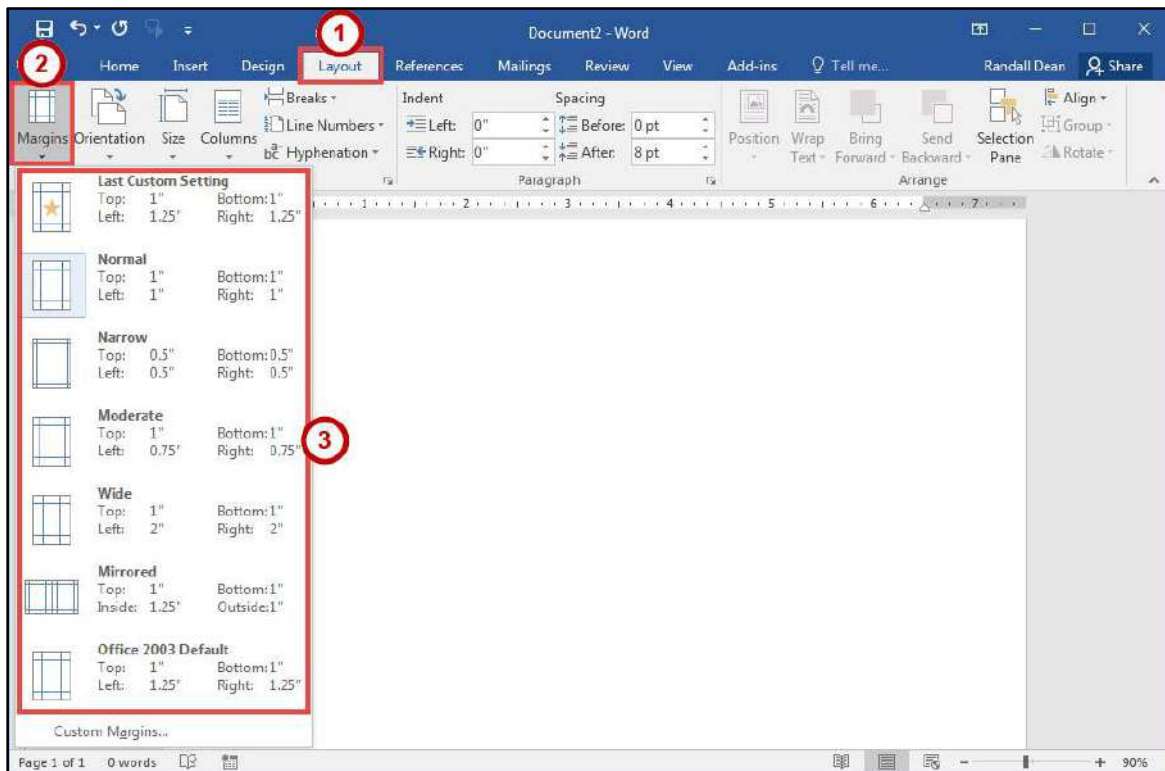 Document2 - Word
1
2
Home Insert Design Layout References Mailings Review View Add-ins Tell me... Randall Dean Share
Margins Orientation Size Columns
Breaks
Line Numbers
Hyphenation
Indent
Left: 0"
Right: 0"
Spacing
Before: 0 pt
After: 8 pt
Paragraph
Position Wrap Text Bring Forward Send Backward Selection Pane
Align
Group
Rotate
Arrange
1 2 3 4 5 6 7
Last Custom Setting
Top: 1" Bottom: 1"
Left: 1.25" Right: 1.25"
Normal
Top: 1" Bottom: 1"
Left: 1" Right: 1"
Narrow
Top: 0.5" Bottom: 0.5"
Left: 0.5" Right: 0.5"
Moderate
Top: 1" Bottom: 1"
Left: 0.75" Right: 0.75"
3
Wide
Top: 1" Bottom: 1"
Left: 2" Right: 2"
Mirrored
Top: 1" Bottom: 1"
Inside: 1.25" Outside: 1"
Office 2003 Default
Top: 1" Bottom: 1"
Left: 1.25" Right: 1.25"
Custom Margins...
Page 1 of 1 0 words 90%